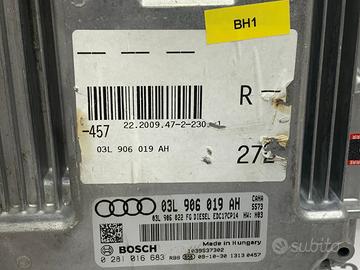 BH1
R
22.2009.47-2-230
-457
03L 906 019 AH
272
03L 906 019 AH
CAHA
5573
03L 906 022 FG DIESEL EDC17CP14 HW: H03
Made in Hungary
1039S37302
BOSCH
0 281 016 683
RBB
08-10-30 1313 0457
subito